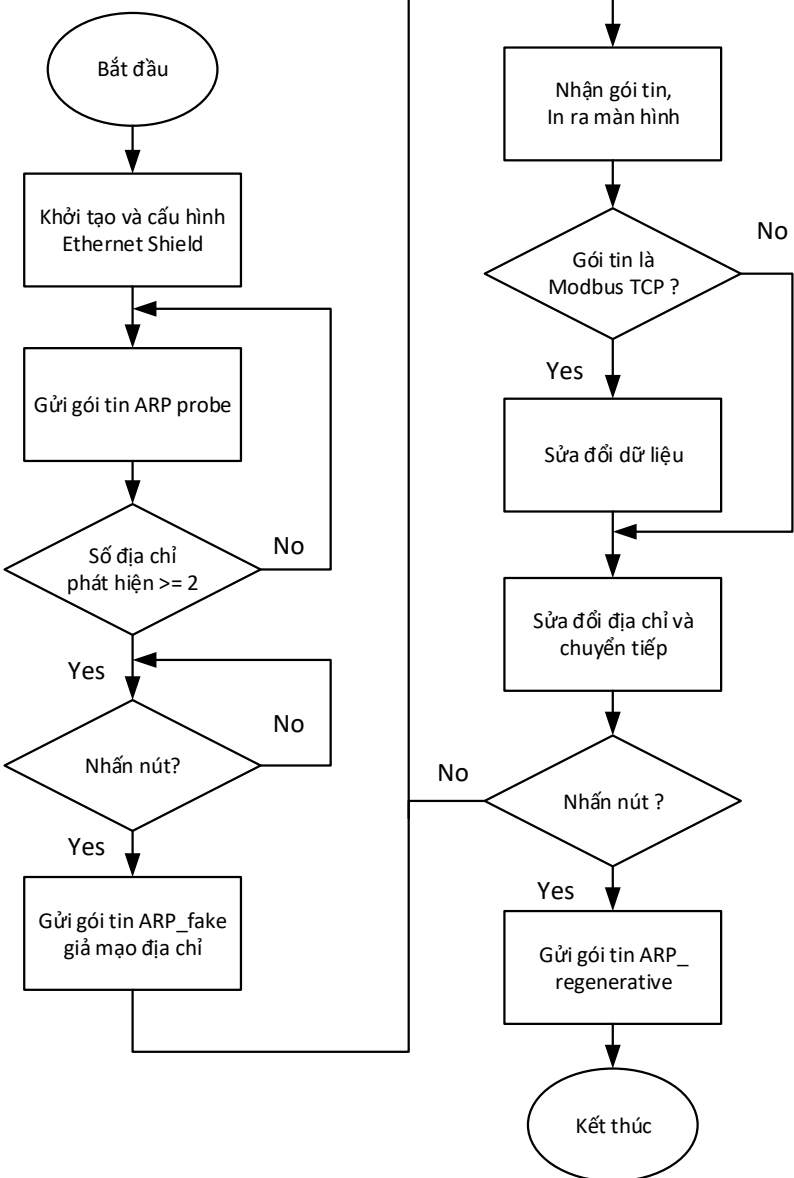 Bắt đầu
Khởi tạo và cấu hình
Ethernet Shield
Gửi gói tin ARP probe
Số địa chỉ
phát hiện >= 2
No
Yes
Nhấn nút?
No
Yes
Gửi gói tin ARP_fake
giả mạo địa chỉ
Nhận gói tin,
In ra màn hình
Gói tin là
Modbus TCP ?
No
Yes
Sửa đổi dữ liệu
Sửa đổi địa chỉ và
chuyển tiếp
Nhấn nút ?
No
Yes
Gửi gói tin ARP_
regenerative
Kết thúc